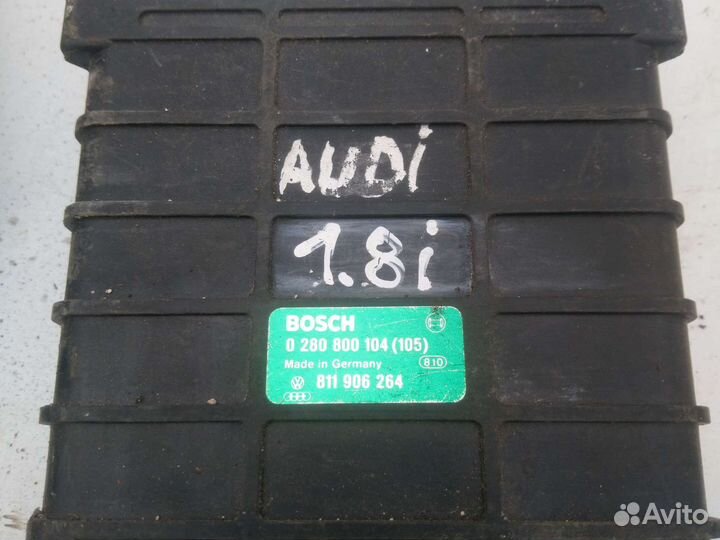 AUDi
1.8i
BOSCH
0 280 800 104 (105)
Made in Germany 810
811 906 264
Avito